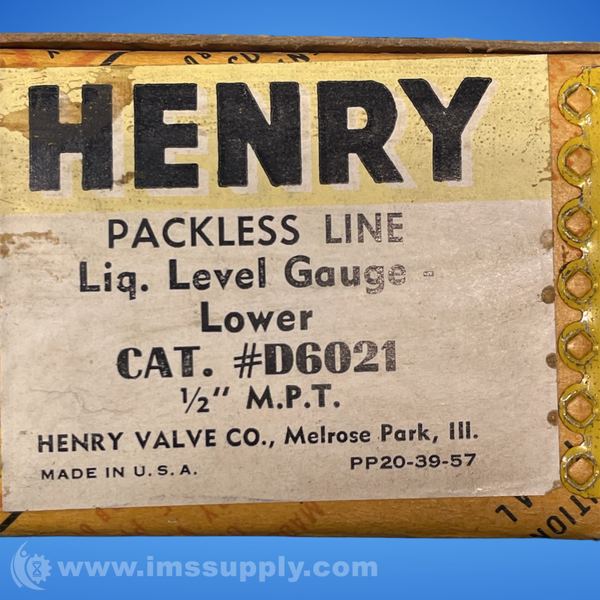 HENRY
PACKLESS LINE
Liq. Level Gauge -
Lower
CAT. #D6021
½" M.P.T.
HENRY VALVE CO., Melrose Park, Ill.
MADE IN U.S.A.
PP20-39-57
www.imssupply.com